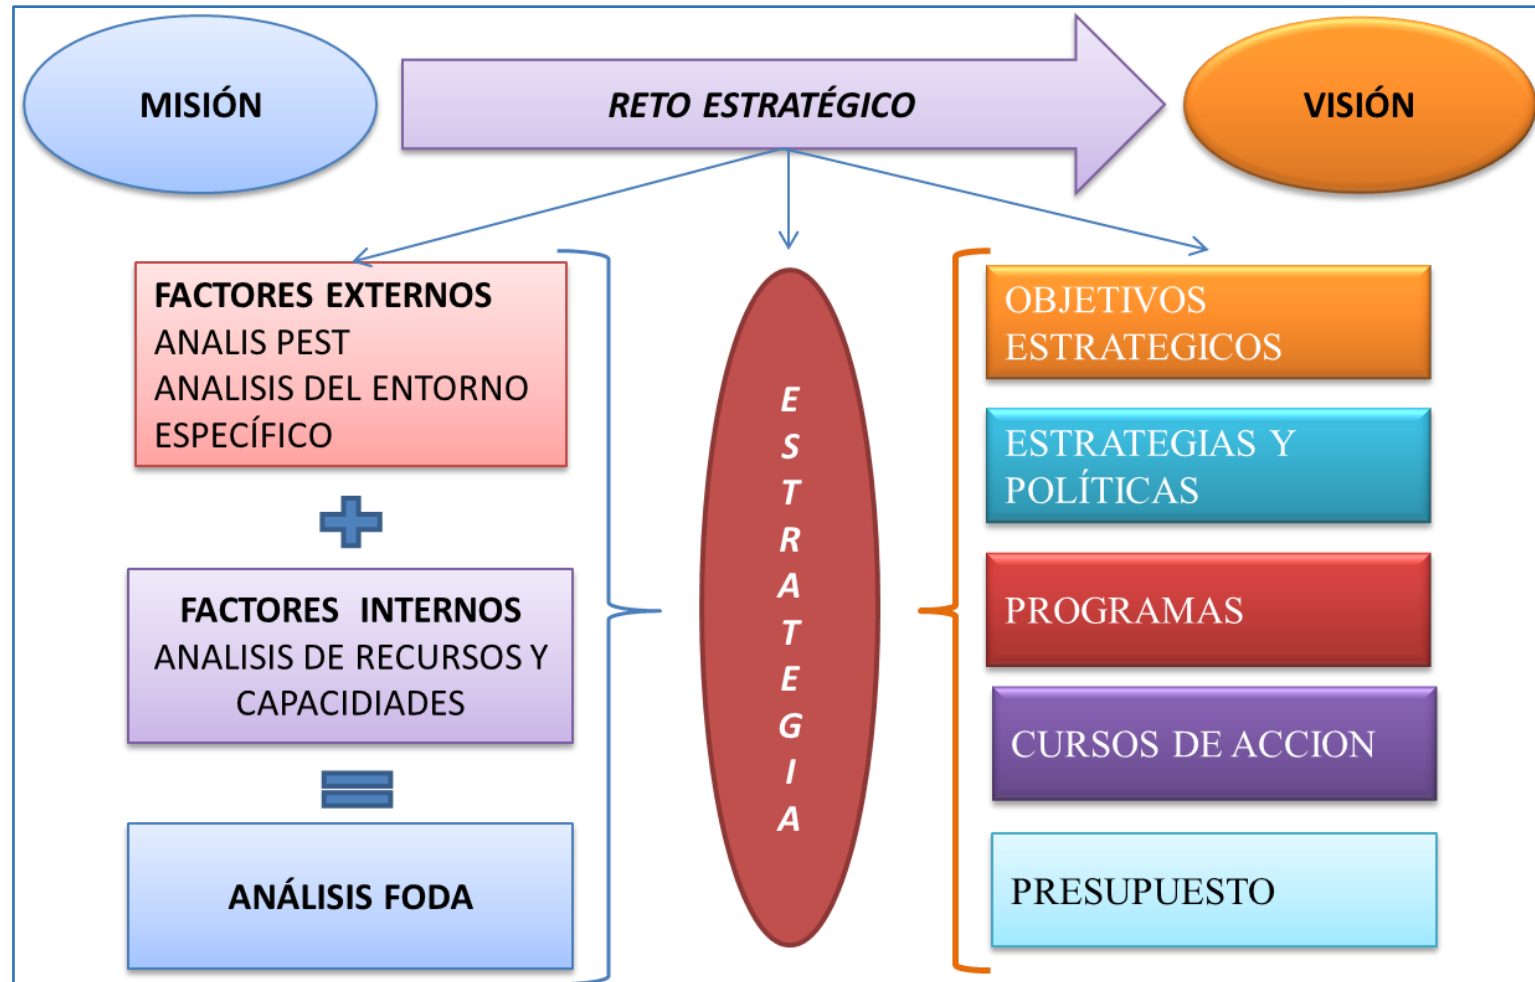 MISIÓN
RETO ESTRATÉGICO
VISIÓN
FACTORES EXTERNOS
ANALIS PEST
ANALISIS DEL ENTORNO
ESPECÍFICO
FACTORES INTERNOS
ANALISIS DE RECURSOS Y
CAPACIDIADES
ANÁLISIS FODA
E
S
T
R
A
T
E
G
I
A
OBJETIVOS
ESTRATEGICOS
ESTRATEGIAS Y
POLÍTICAS
PROGRAMAS
CURSOS DE ACCION
PRESUPUESTO